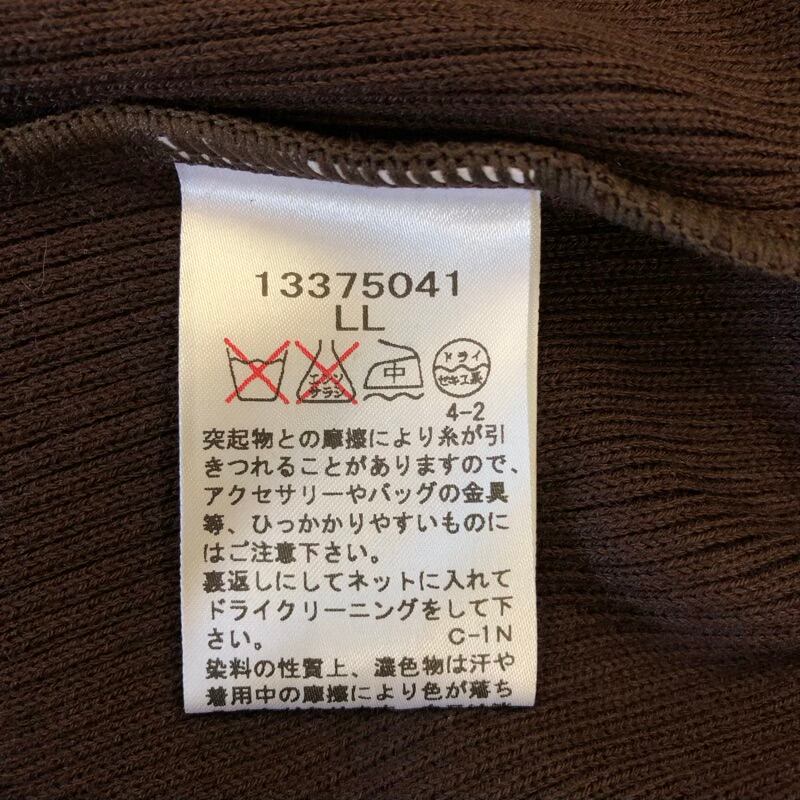 13375041
LL
エンソ
サラシ
中
ドライ
セキユ系
4-2
突起物との摩擦により糸が引
きつれることがありますので、
アクセサリーやバッグの金具
等、ひっかかりやすいものに
はご注意下さい。
裏返しにしてネットに入れて
ドライクリーニングをして下
さい。 C-1N
染料の性質上、濃色物は汗や
着用中の摩擦により色が落ち